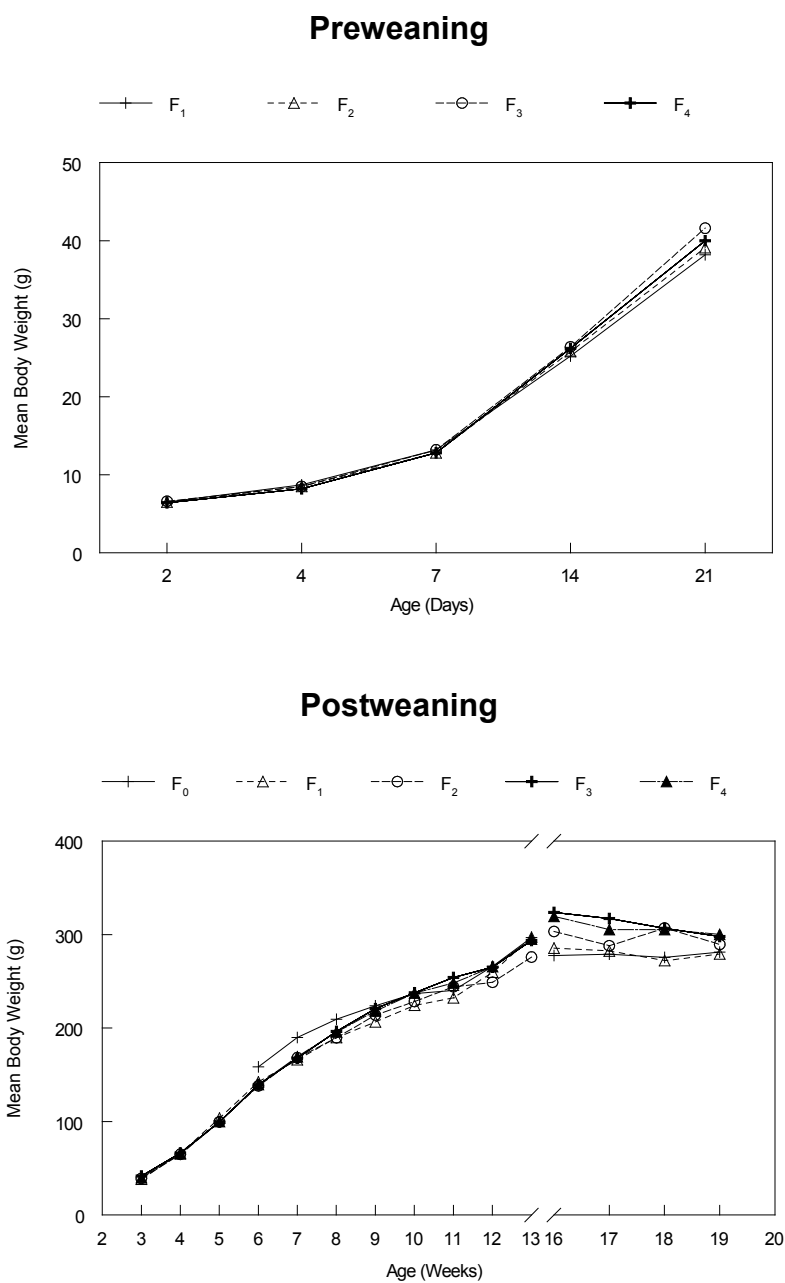 Preweaning
F1 F2 F3 F4
50
40
30
20
10
0
Mean Body Weight (g)
2 4 7 14 21
Age (Days)
Postweaning
F0 F1 F2 F3 F4
400
300
200
100
0
Mean Body Weight (g)
2 3 4 5 6 7 8 9 10 11 12 13 16 17 18 19 20
Age (Weeks)